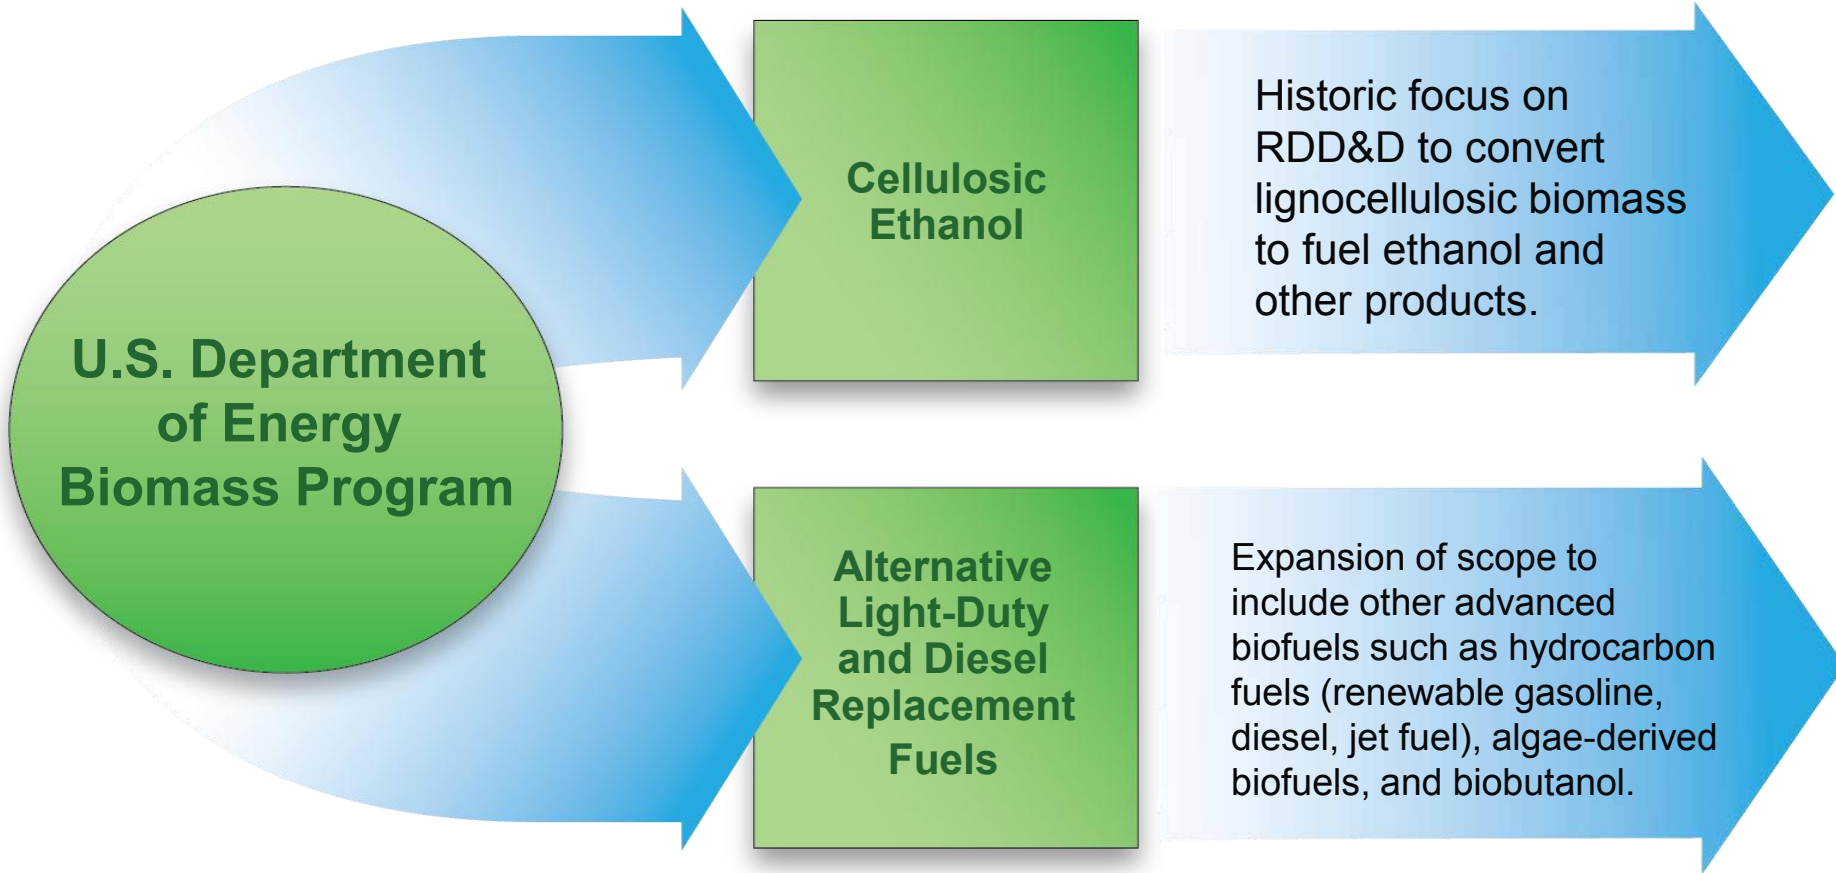 U.S. Department
of Energy
Biomass Program
Cellulosic
Ethanol
Historic focus on
RDD&D to convert
lignocellulosic biomass
to fuel ethanol and
other products.
Alternative
Light-Duty
and Diesel
Replacement
Fuels
Expansion of scope to
include other advanced
biofuels such as hydrocarbon
fuels (renewable gasoline,
diesel, jet fuel), algae-derived
biofuels, and biobutanol.